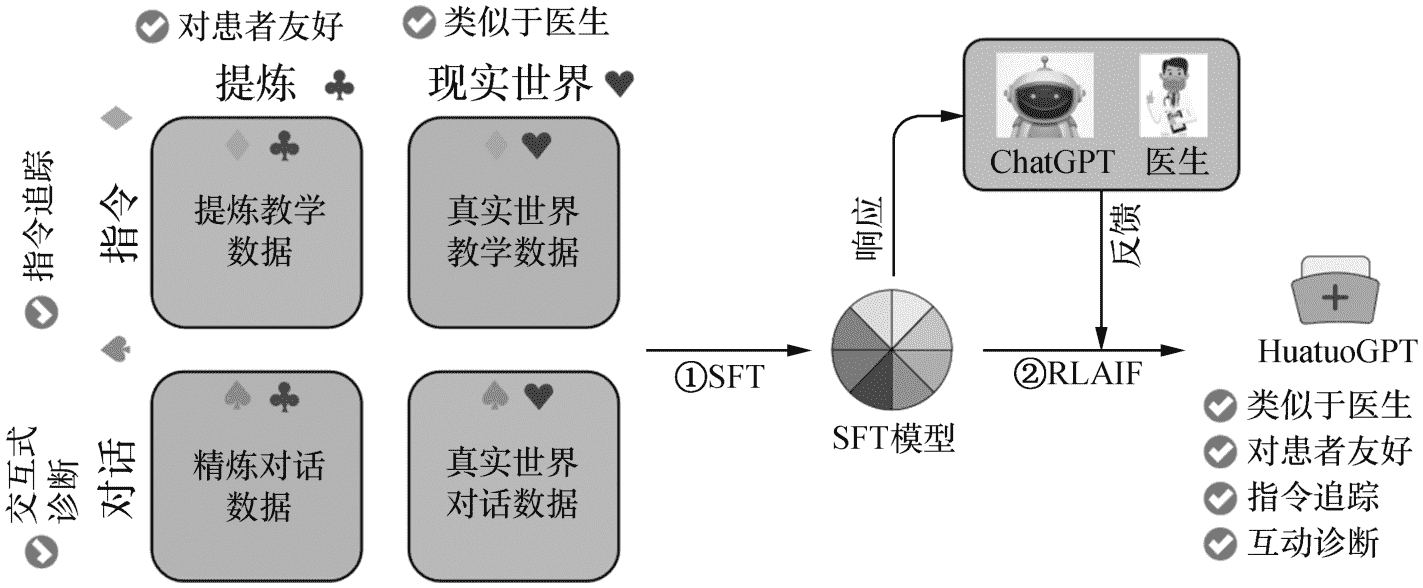 对患者友好
类似于医生
提炼
现实世界
指令追踪
指令
提炼教学
数据
真实世界
教学数据
交互式
诊断
对话
精炼对话
数据
真实世界
对话数据
①SFT
SFT模型
响应
ChatGPT
医生
反馈
②RLAIF
HuatuoGPT
类似于医生
对患者友好
指令追踪
互动诊断